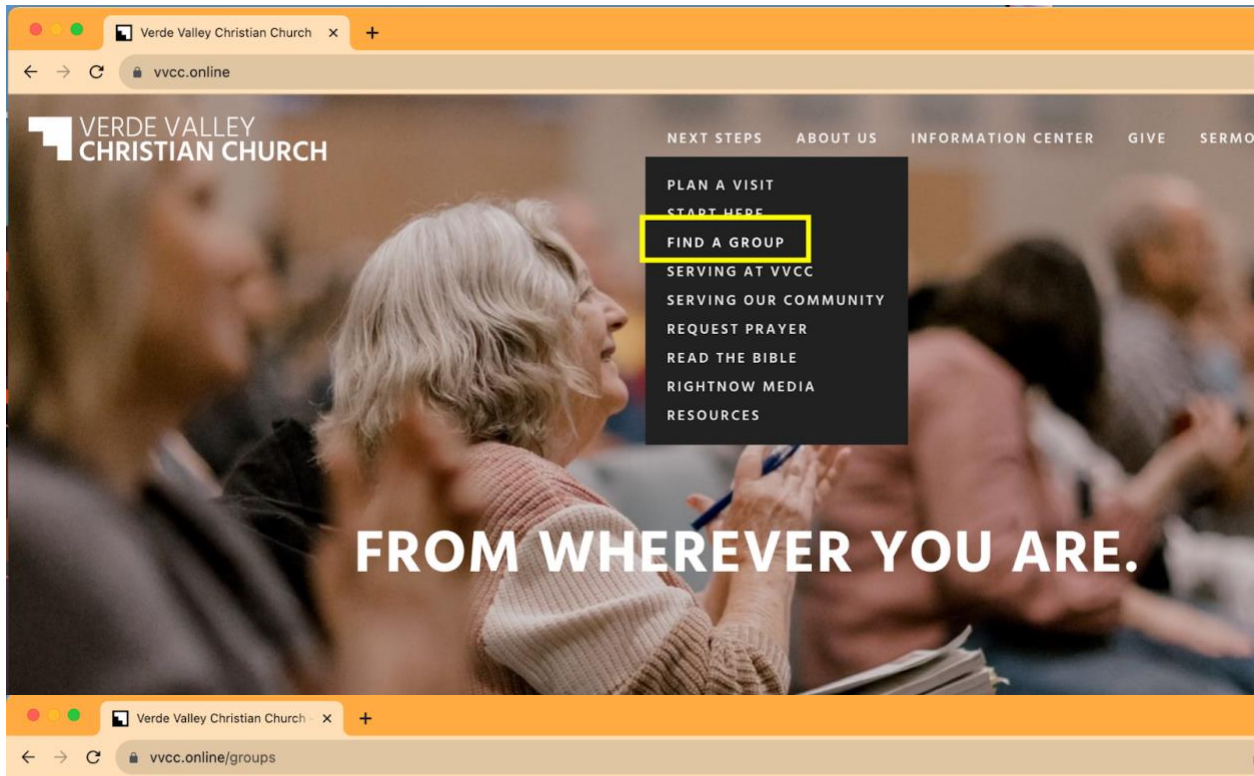 Verde Valley Christian Church
vvcc.online
VERDE VALLEY
CHRISTIAN CHURCH
NEXT STEPS ABOUT US INFORMATION CENTER GIVE SERMO
PLAN A VISIT
START HERE
FIND A GROUP
SERVING AT VVCC
SERVING OUR COMMUNITY
REQUEST PRAYER
READ THE BIBLE
RIGHTNOW MEDIA
RESOURCES
FROM WHEREVER YOU ARE.
Verde Valley Christian Church -
vvcc.online/groups